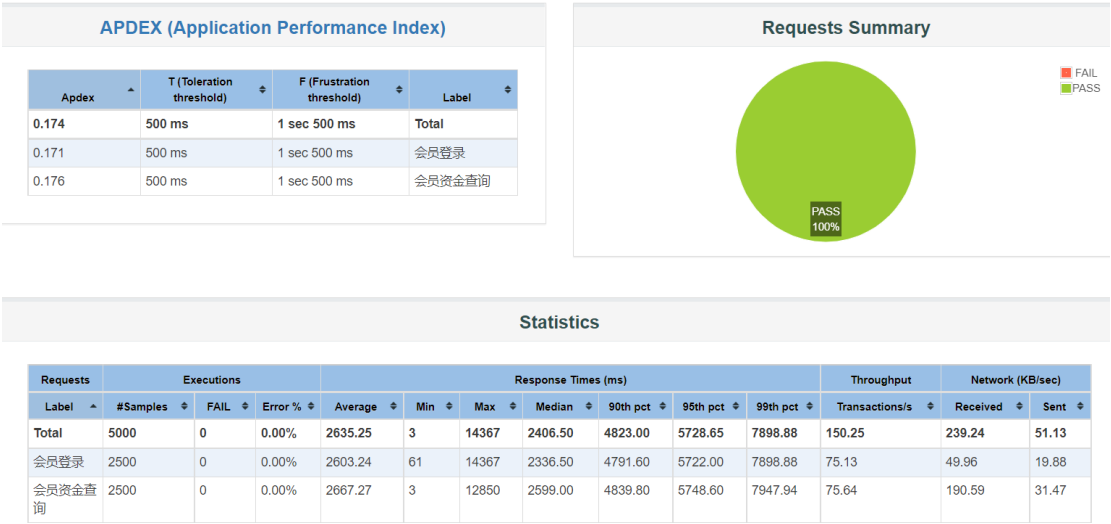 APDEX (Application Performance Index)
Apdex T (Toleration threshold) F (Frustration threshold) Label
0.174 500 ms 1 sec 500 ms Total
0.171 500 ms 1 sec 500 ms 会员登录
0.176 500 ms 1 sec 500 ms 会员资金查询
Requests Summary
FAIL
PASS
PASS
100%
Statistics
Requests Executions Response Times (ms) Throughput Network (KB/sec)
Label #Samples FAIL Error % Average Min Max Median 90th pct 95th pct 99th pct Transactions/s Received Sent
Total 5000 0 0.00% 2635.25 3 14367 2406.50 4823.00 5728.65 7898.88 150.25 239.24 51.13
会员登录 2500 0 0.00% 2603.24 61 14367 2336.50 4791.60 5722.00 7898.88 75.13 49.96 19.88
会员资金查询 2500 0 0.00% 2667.27 3 12850 2599.00 4839.80 5748.60 7947.94 75.64 190.59 31.47